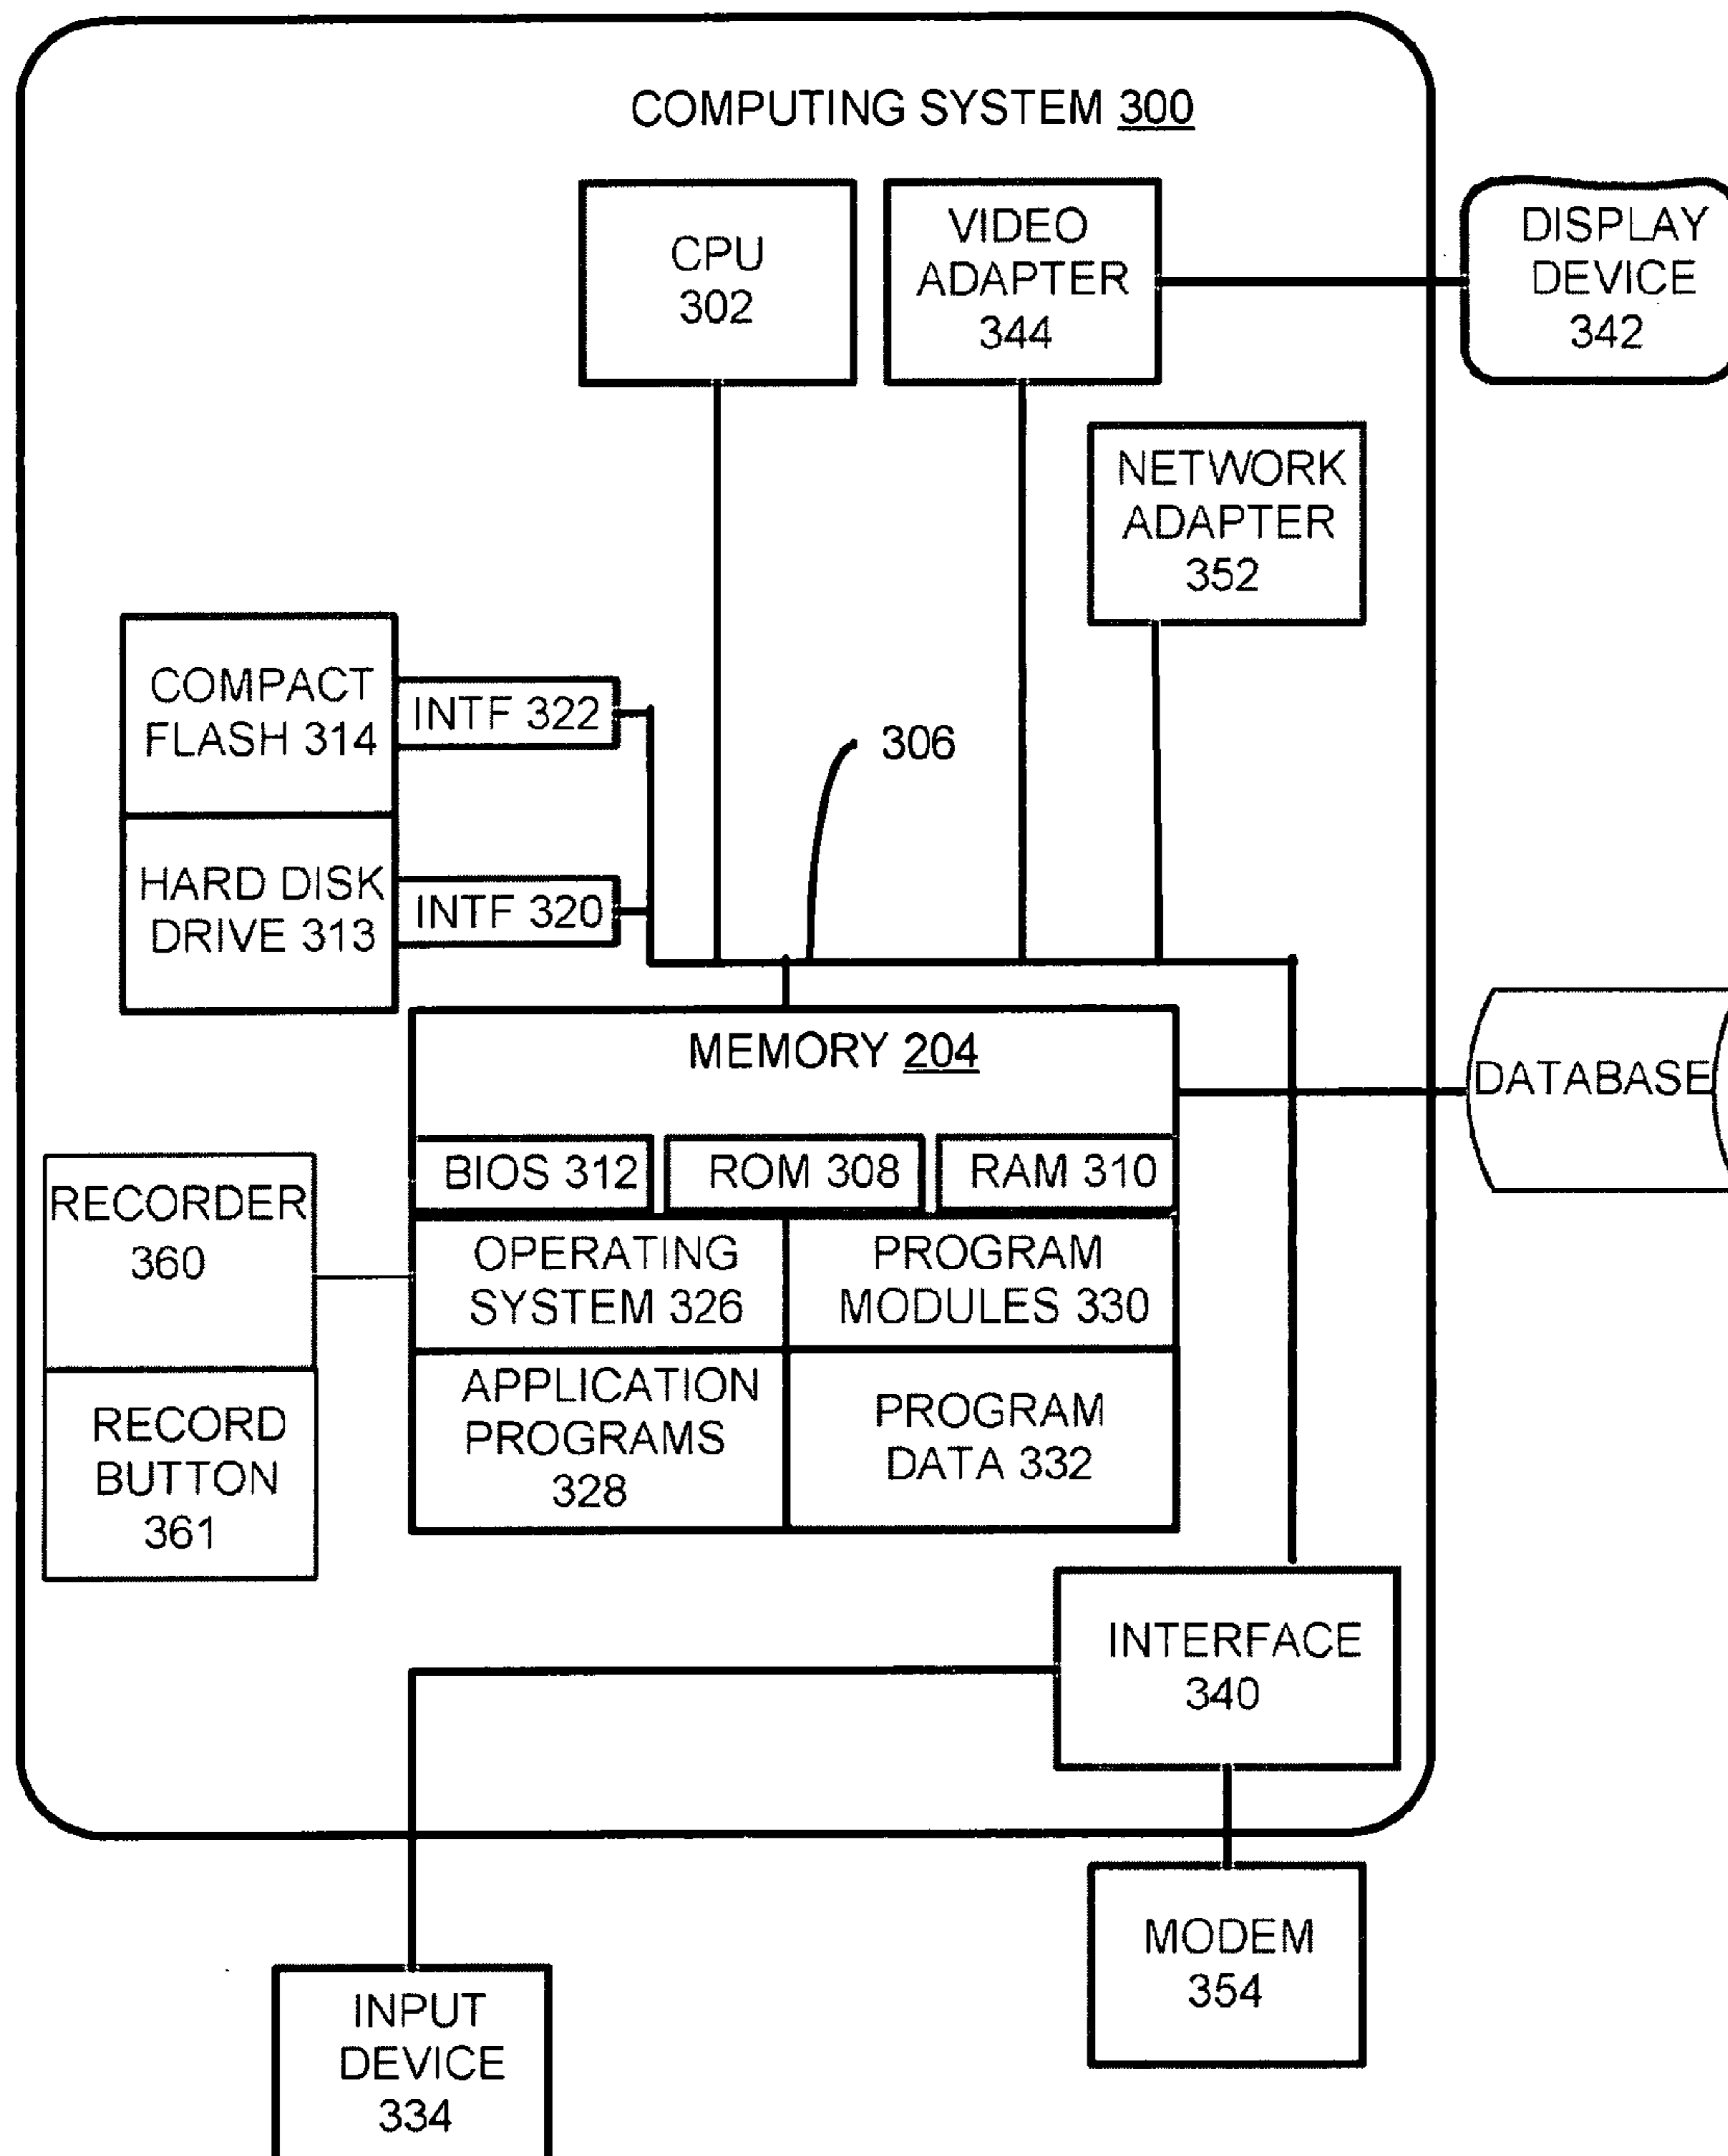 COMPUTING SYSTEM 300
CPU
302
VIDEO
ADAPTER
344
DISPLAY
DEVICE
342
NETWORK
ADAPTER
352
COMPACT
FLASH 314
INTF 322
306
HARD DISK
DRIVE 313
INTF 320
MEMORY 204
DATABASE
BIOS 312
ROM 308
RAM 310
RECORDER
360
OPERATING
SYSTEM 326
PROGRAM
MODULES 330
RECORD
BUTTON
361
APPLICATION
PROGRAMS
328
PROGRAM
DATA 332
INTERFACE
340
MODEM
354
INPUT
DEVICE
334